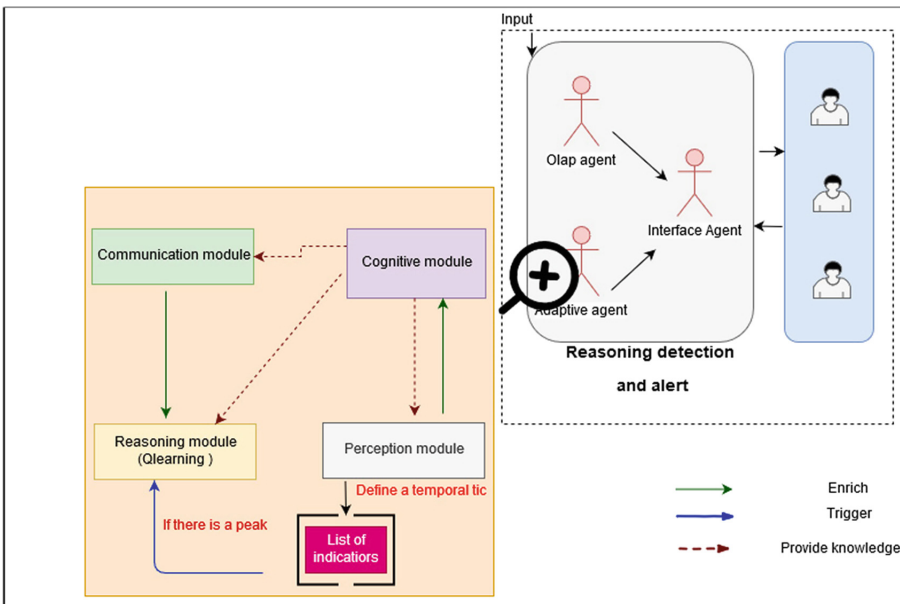 Input
Olap agent
Interface Agent
Adaptive agent
Reasoning detection
and alert
Communication module
Cognitive module
Reasoning module
(Qlearning )
Perception module
Define a temporal tic
If there is a peak
List of
indicatiors
Enrich
Trigger
Provide knowledge